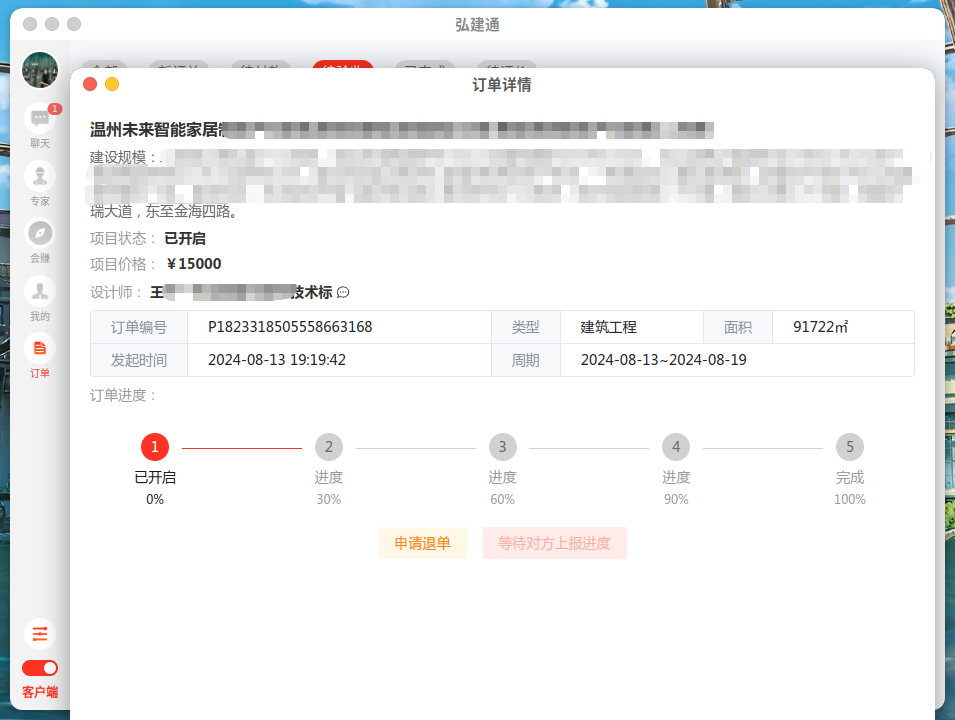 弘建通
待验收
订单详情
1
聊天
专家
会赚
我的
订单
客户端
温州未来智能家居
建设规模：
瑞大道，东至金海四路。
项目状态： 已开启
项目价格： ￥15000
设计师： 王 技术标
订单编号 P1823318505558663168 类型 建筑工程 面积 91722㎡
发起时间 2024-08-13 19:19:42 周期 2024-08-13~2024-08-19
订单进度：
1 2 3 4 5
已开启 进度 进度 进度 完成
0% 30% 60% 90% 100%
申请退单 等待对方上报进度